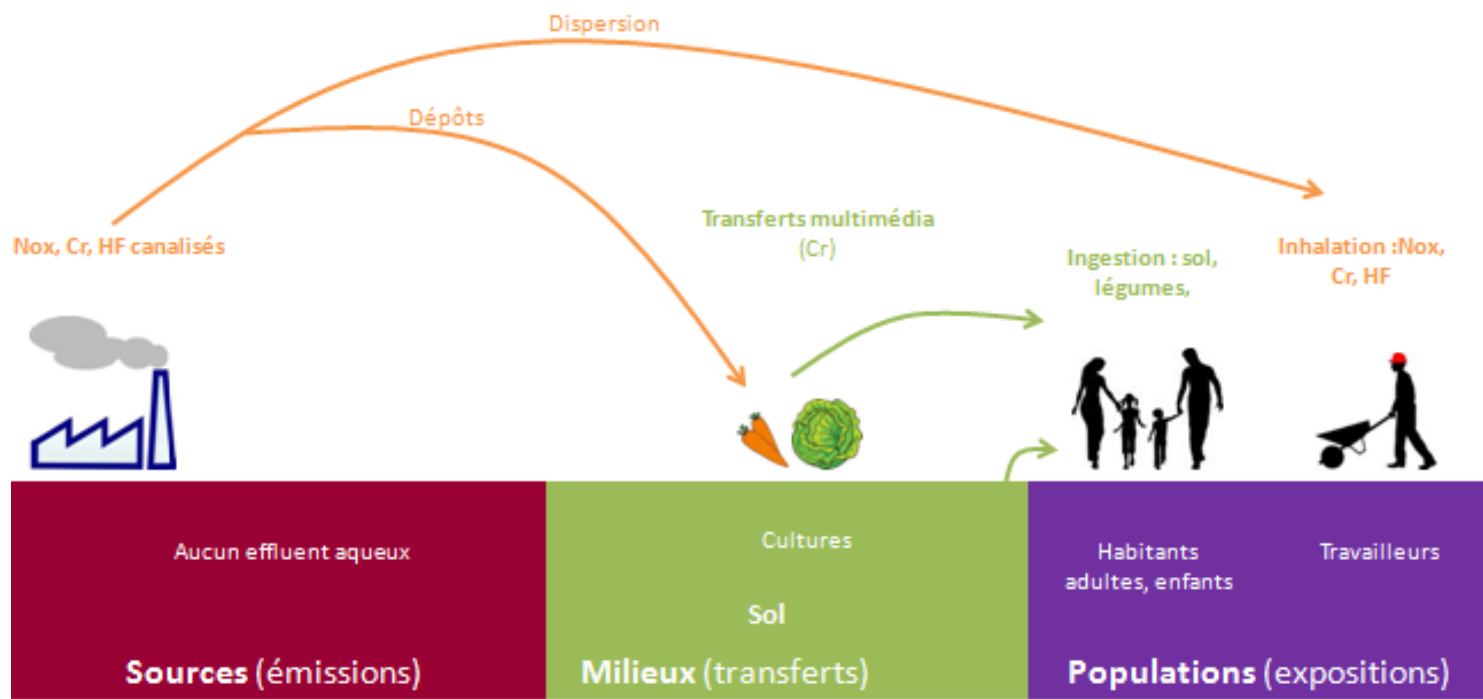 Dispersion
Dépôts
Nox, Cr, HF canalisés
Transferts multimédia
(Cr)
Ingestion : sol,
légumes,
Inhalation :Nox,
Cr, HF
Aucun effluent aqueux
Cultures
Sol
Habitants
adultes, enfants
Travailleurs
Sources (émissions)
Milieux (transferts)
Populations (expositions)